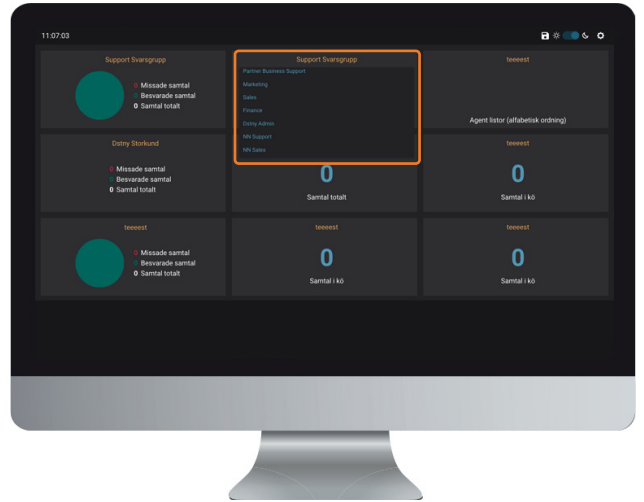 11:07:03
Support Svarsgrupp
0 Missade samtal
0 Besvarade samtal
0 Samtal totalt
Support Svarsgrupp
Partner Business Support
Marketing
Sales
Finance
Dstny Admin
NN Support
NN Sales
teeeest
Agent listor (alfabetisk ordning)
Dstny Storkund
0 Missade samtal
0 Besvarade samtal
0 Samtal totalt
0
Samtal totalt
teeeest
0
Samtal i kö
teeeest
0 Missade samtal
0 Besvarade samtal
0 Samtal totalt
teeeest
0
Samtal i kö
teeeest
0
Samtal i kö